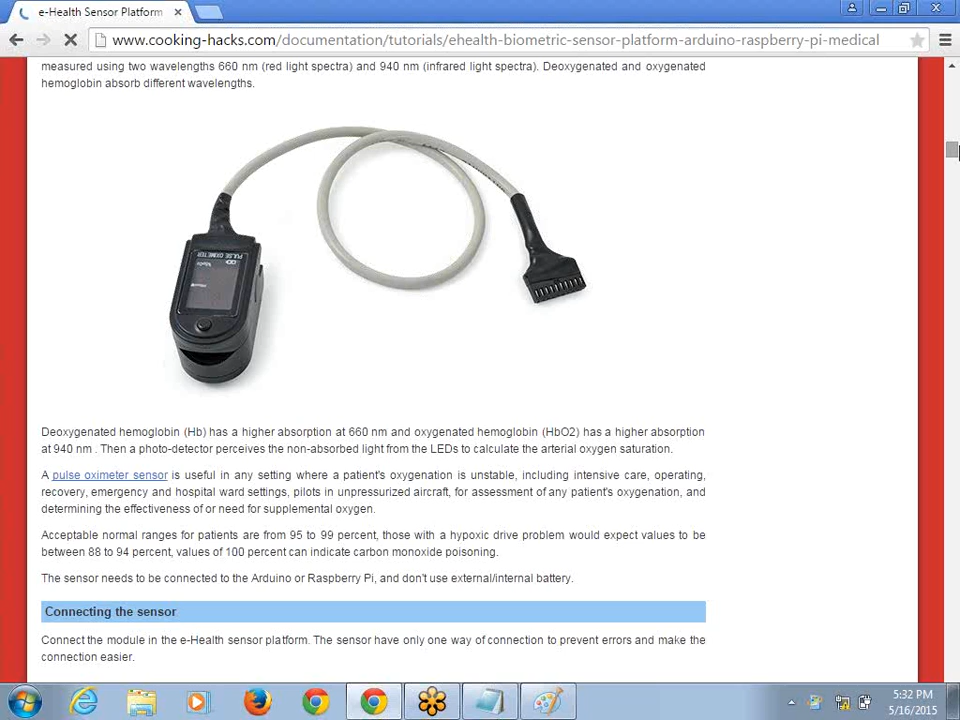 e-Health Sensor Platform
www.cooking-hacks.com/documentation/tutorials/ehealth-biometric-sensor-platform-arduino-raspberry-pi-medical
measured using two wavelengths 660 nm (red light spectra) and 940 nm (infrared light spectra). Deoxygenated and oxygenated
hemoglobin absorb different wavelengths.
PULSE OXIMETER
Deoxygenated hemoglobin (Hb) has a higher absorption at 660 nm and oxygenated hemoglobin (HbO2) has a higher absorption
at 940 nm . Then a photo-detector perceives the non-absorbed light from the LEDs to calculate the arterial oxygen saturation.
A pulse oximeter sensor is useful in any setting where a patient's oxygenation is unstable, including intensive care, operating,
recovery, emergency and hospital ward settings, pilots in unpressurized aircraft, for assessment of any patient's oxygenation, and
determining the effectiveness of or need for supplemental oxygen.
Acceptable normal ranges for patients are from 95 to 99 percent, those with a hypoxic drive problem would expect values to be
between 88 to 94 percent, values of 100 percent can indicate carbon monoxide poisoning.
The sensor needs to be connected to the Arduino or Raspberry Pi, and don't use external/internal battery.
Connecting the sensor
Connect the module in the e-Health sensor platform. The sensor have only one way of connection to prevent errors and make the
connection easier.
5:32 PM
5/16/2015